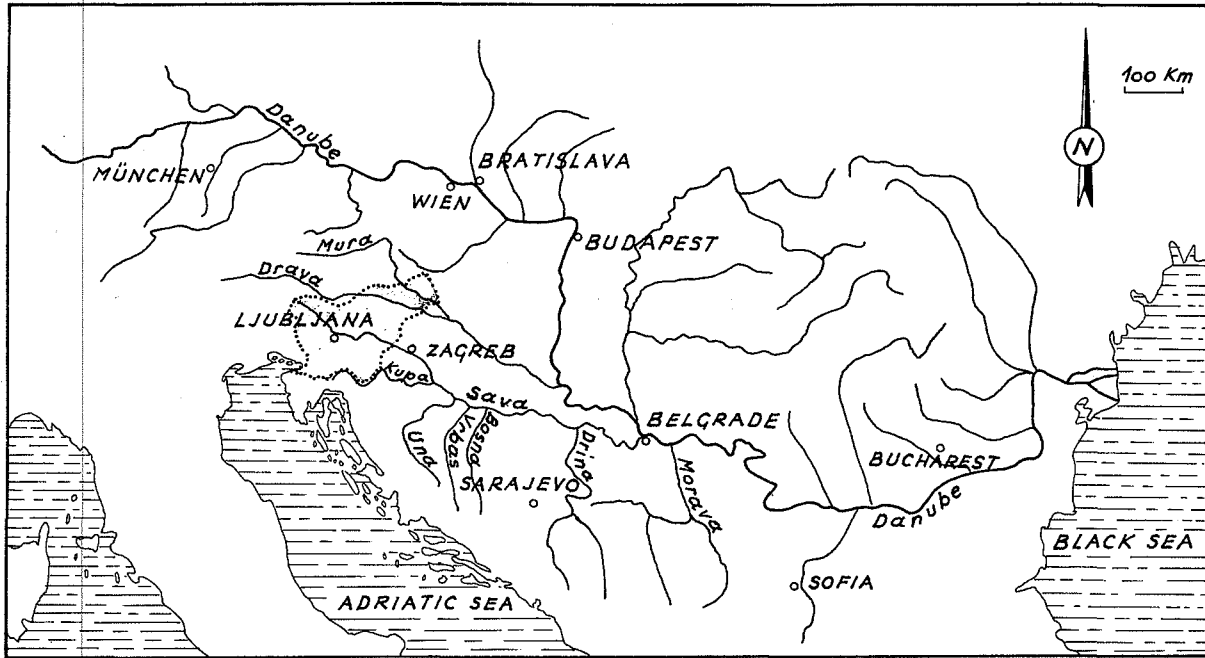 100 Km
N
Danube
BRATISLAVA
MÜNCHEN
WIEN
BUDAPEST
Mura
Drava
LJUBLJANA
ZAGREB
Kupa
Sava
BELGRADE
Una
Vrbas
Bosna
Drina
Morava
SARAJEVO
BUCHAREST
Danube
BLACK SEA
SOFIA
ADRIATIC SEA